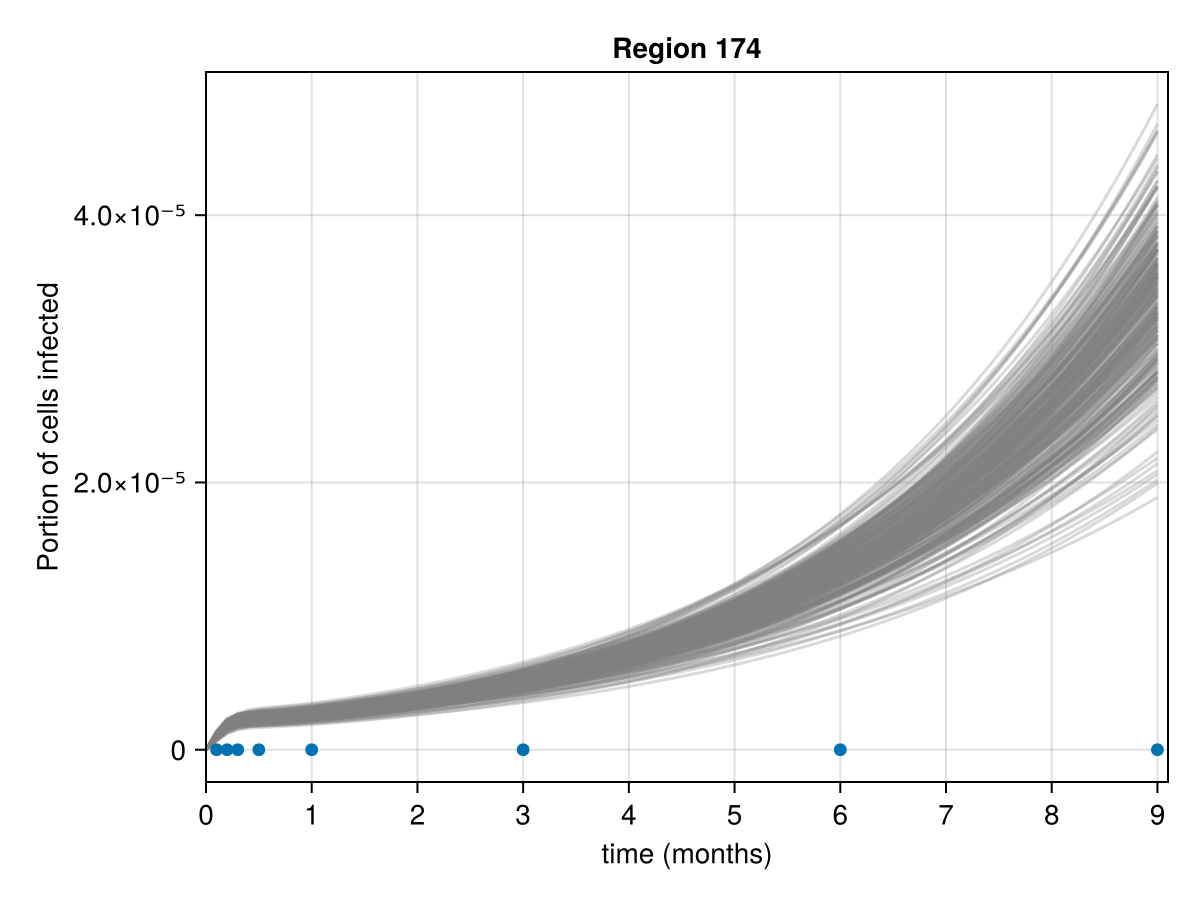 Region 174
Portion of cells infected
4.0×10⁻⁵
2.0×10⁻⁵
0
0 1 2 3 4 5 6 7 8 9
time (months)